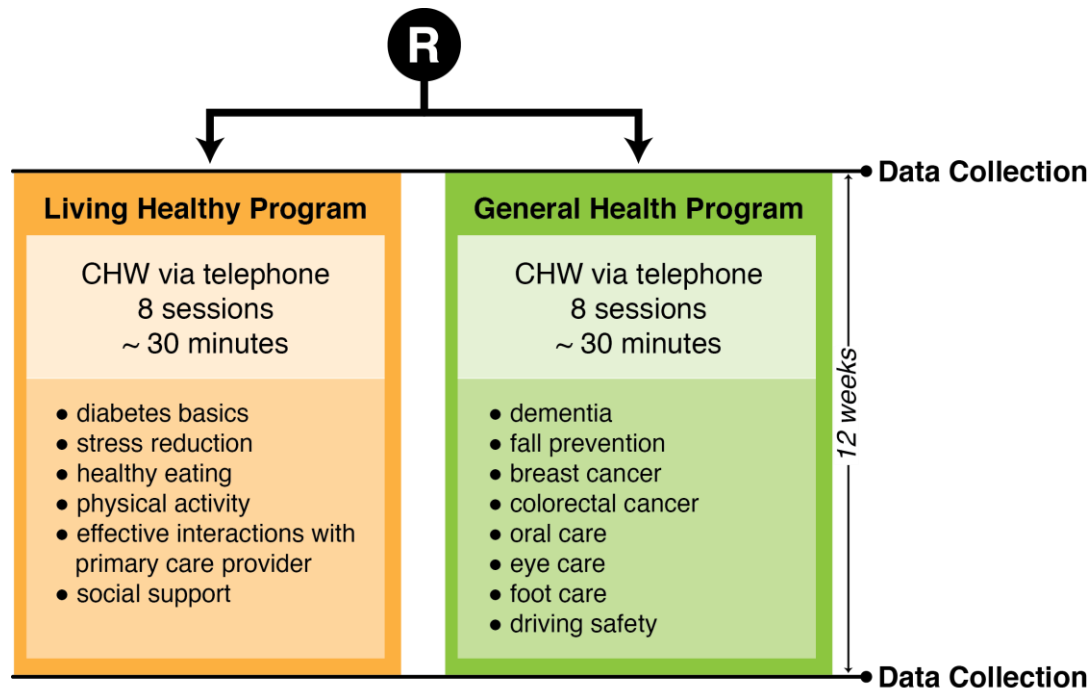 R
Data Collection
Living Healthy Program
CHW via telephone
8 sessions
~ 30 minutes
● diabetes basics
● stress reduction
● healthy eating
● physical activity
● effective interactions with
primary care provider
● social support
General Health Program
CHW via telephone
8 sessions
~ 30 minutes
● dementia
● fall prevention
● breast cancer
● colorectal cancer
● oral care
● eye care
● foot care
● driving safety
12 weeks
Data Collection